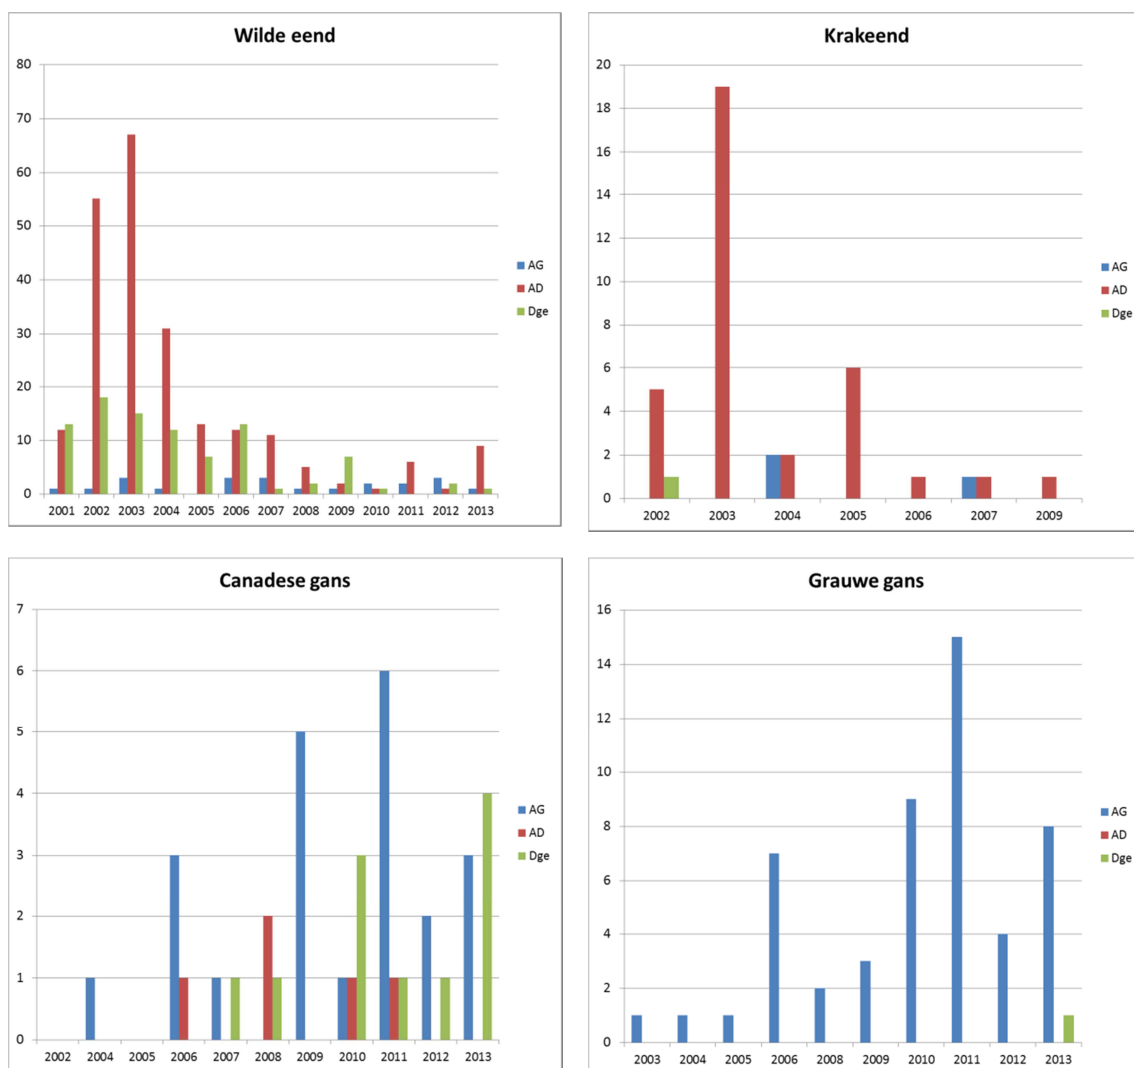 Wilde eend
80
70
60
50
40
30
20
10
0
2001 2002 2003 2004 2005 2006 2007 2008 2009 2010 2011 2012 2013
AG
AD
Dge
Krakeend
20
18
16
14
12
10
8
6
4
2
0
2002 2003 2004 2005 2006 2007 2009
AG
AD
Dge
Canadese gans
7
6
5
4
3
2
1
0
2002 2004 2005 2006 2007 2008 2009 2010 2011 2012 2013
AG
AD
Dge
Grauwe gans
16
14
12
10
8
6
4
2
0
2003 2004 2005 2006 2008 2009 2010 2011 2012 2013
AG
AD
Dge